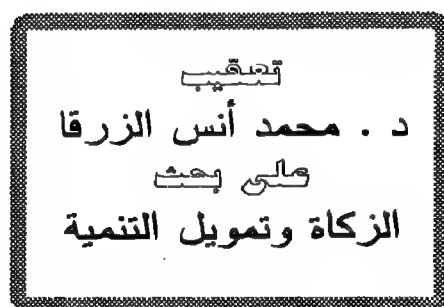 تعقيب
د . محمد أنس الزرقا
على بحث
الزكاة وتمويل التنمية